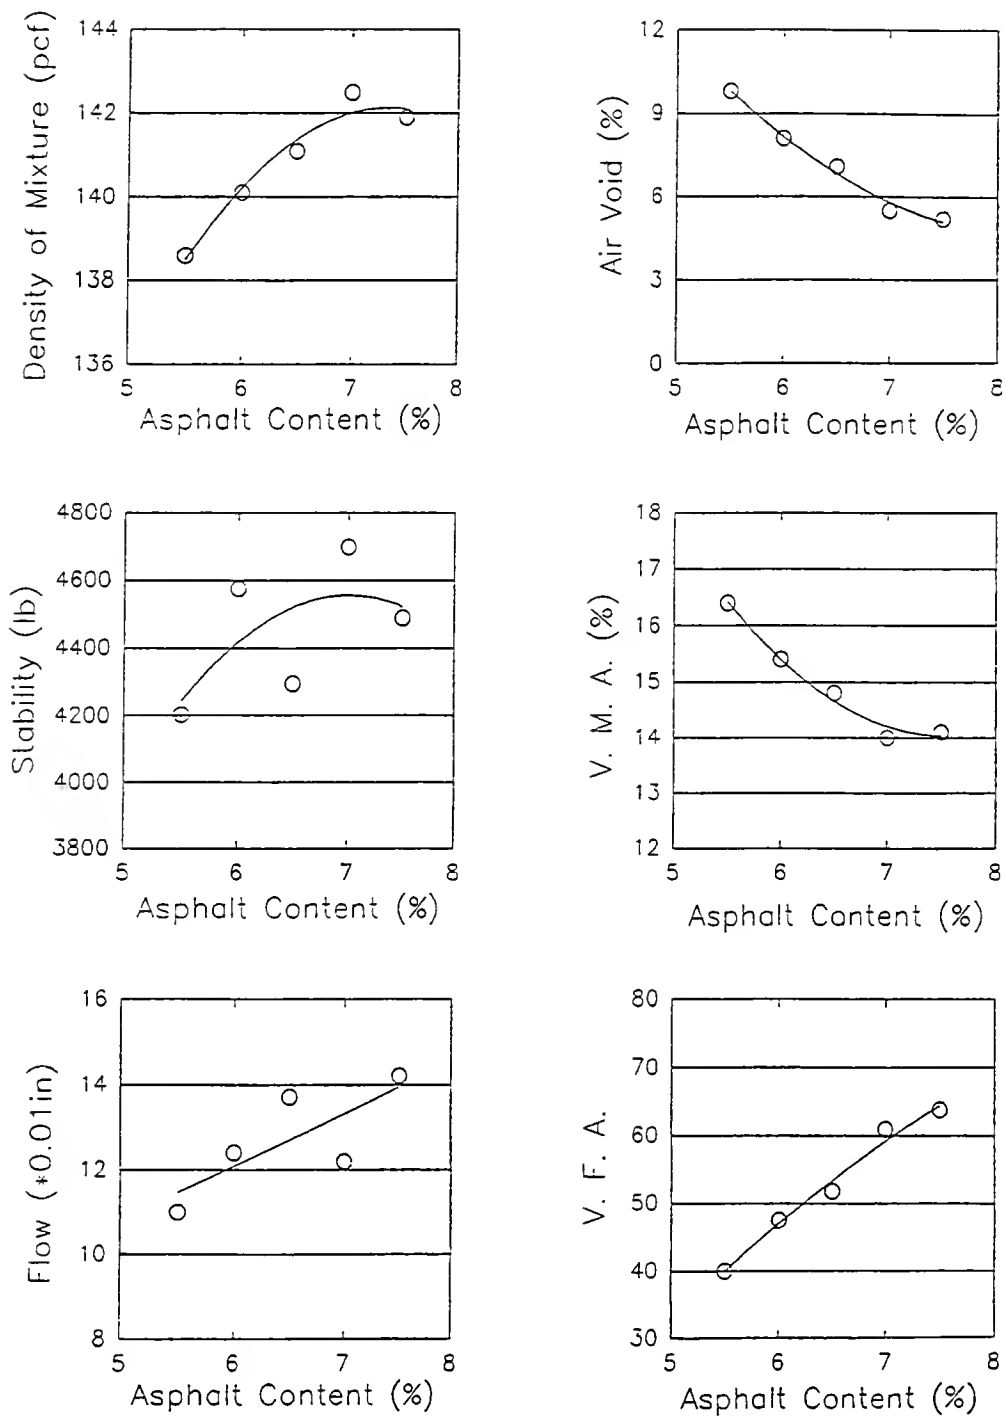 Density of Mixture (pcf)
144
142
140
138
136
5 6 7 8
Asphalt Content (%)
Air Void (%)
12
9
6
3
0
5 6 7 8
Asphalt Content (%)
Stability (lb)
4800
4600
4400
4200
4000
3800
5 6 7 8
Asphalt Content (%)
V. M. A. (%)
18
17
16
15
14
13
12
5 6 7 8
Asphalt Content (%)
Flow (*0.01in)
16
14
12
10
8
5 6 7 8
Asphalt Content (%)
V. F. A.
80
70
60
50
40
30
5 6 7 8
Asphalt Content (%)